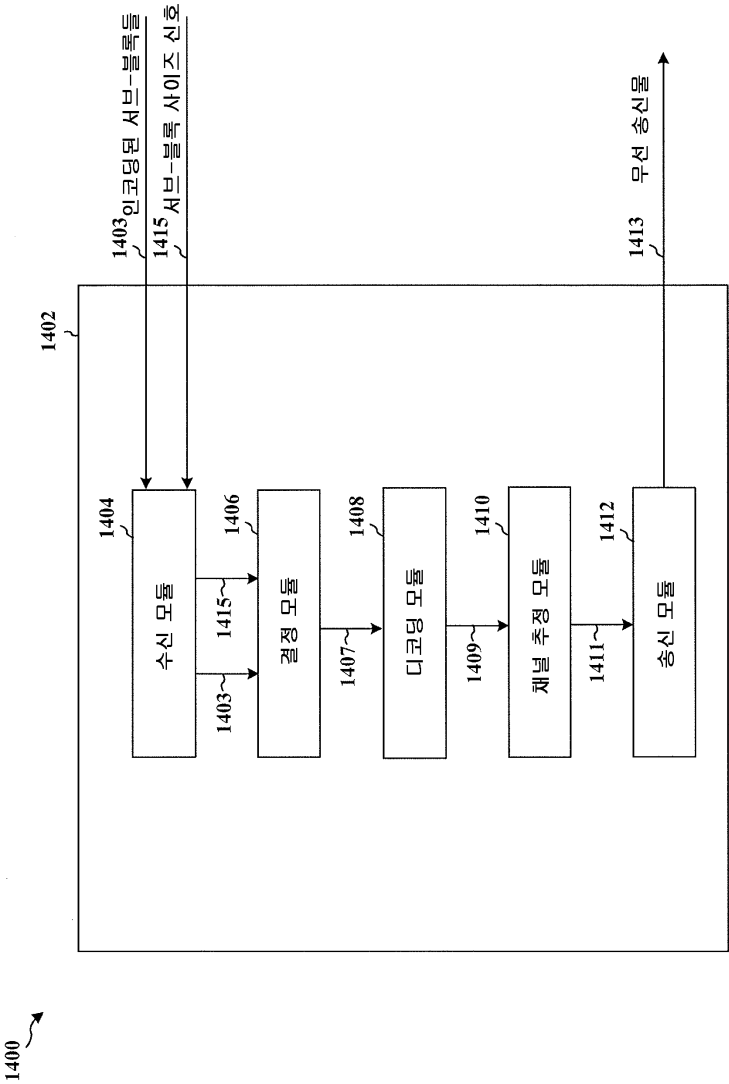 1400
1402
1403
인코딩된 서브-블록들
1415
서브-블록 사이즈 신호
1404
수신 모듈
1403
1415
1406
결정 모듈
1407
1408
디코딩 모듈
1409
1410
채널 추정 모듈
1411
1412
송신 모듈
1413
무선 송신물